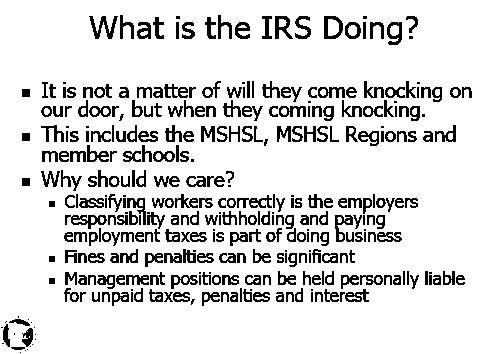 What is the IRS Doing?
It is not a matter of will they come knocking on
our door, but when they coming knocking.
This includes the MSHSL, MSHSL Regions and
member schools.
Why should we care?
Classifying workers correctly is the employers
responsibility and withholding and paying
employment taxes is part of doing business
Fines and penalties can be significant
Management positions can be held personally liable
for unpaid taxes, penalties and interest